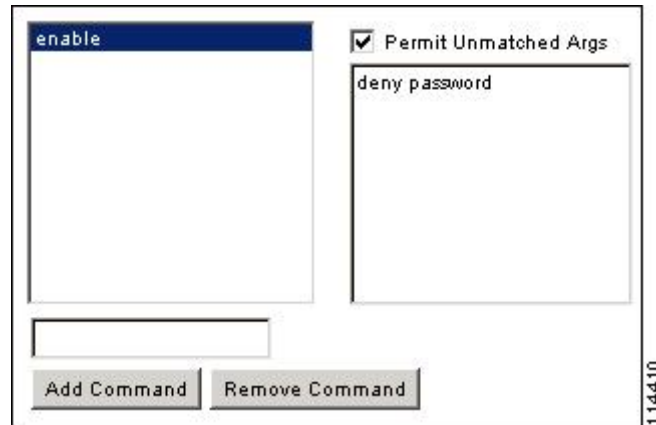 enable
Permit Unmatched Args
deny password
Add Command
Remove Command
114410